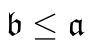 𝔟 ≤ 𝔞